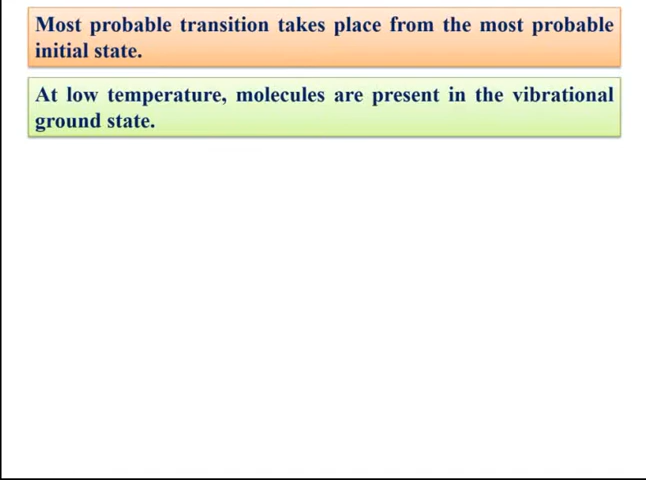 Most probable transition takes place from the most probable
initial state.
At low temperature, molecules are present in the vibrational
ground state.